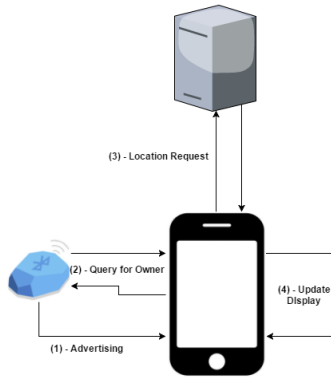 (3) - Location Request
(2) - Query for Owner
(4) - Update
Display
(1) - Advertising